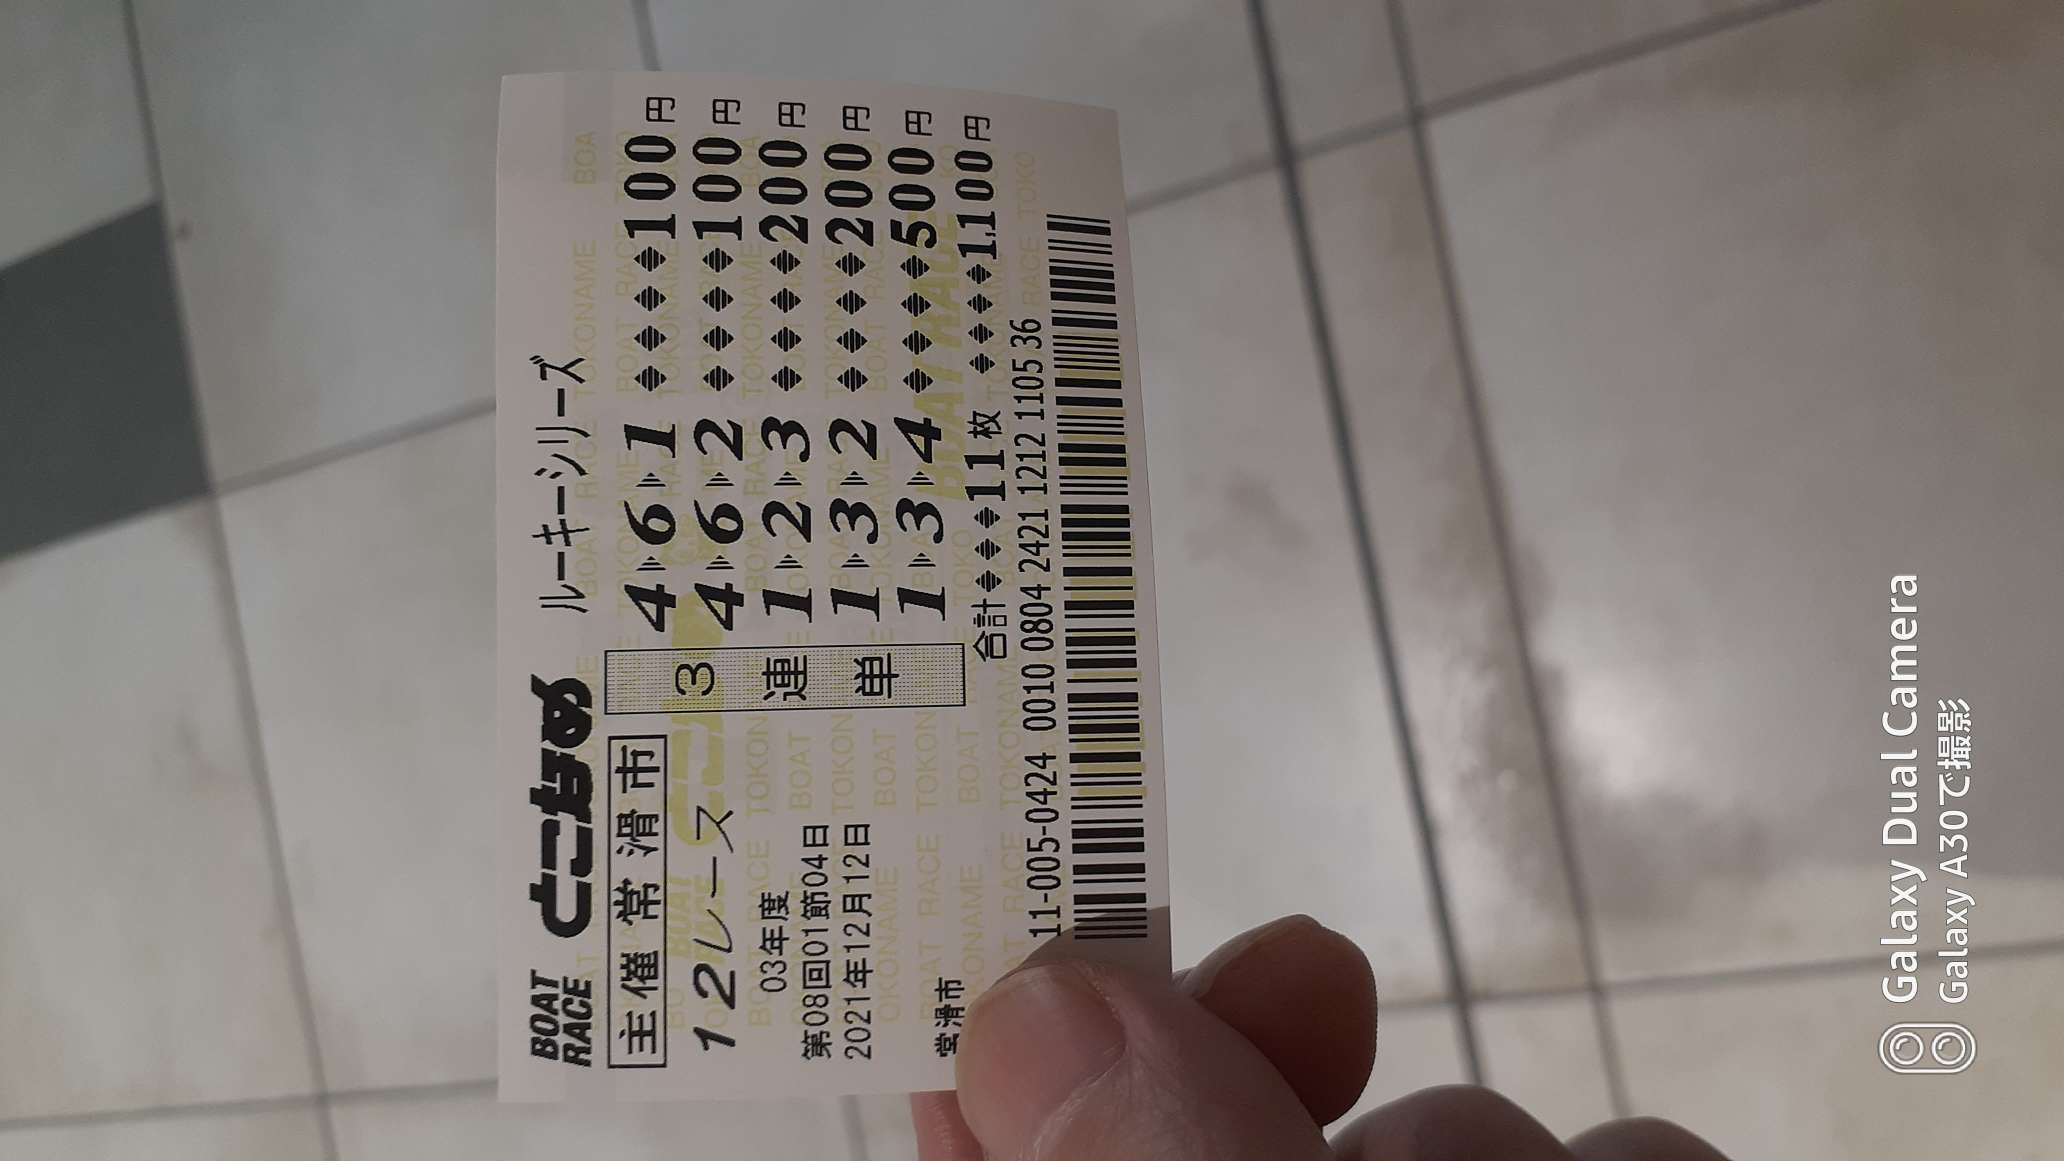 BOAT RACE とこなめ ルーキーシリーズ
主催 常滑市
12レース
03年度
第08回01節04日
2021年12月12日
常滑市
3連単
4▶6▶1◆◆◆◆100円
4▶6▶2◆◆◆◆100円
1▶2▶3◆◆◆◆200円
1▶3▶2◆◆◆◆200円
1▶3▶4◆◆◆◆500円
合計◆◆◆11枚◆◆◆◆1,100円
11-005-0424 0010 0804 2421 1212 1105 36
Galaxy Dual Camera
Galaxy A30で撮影